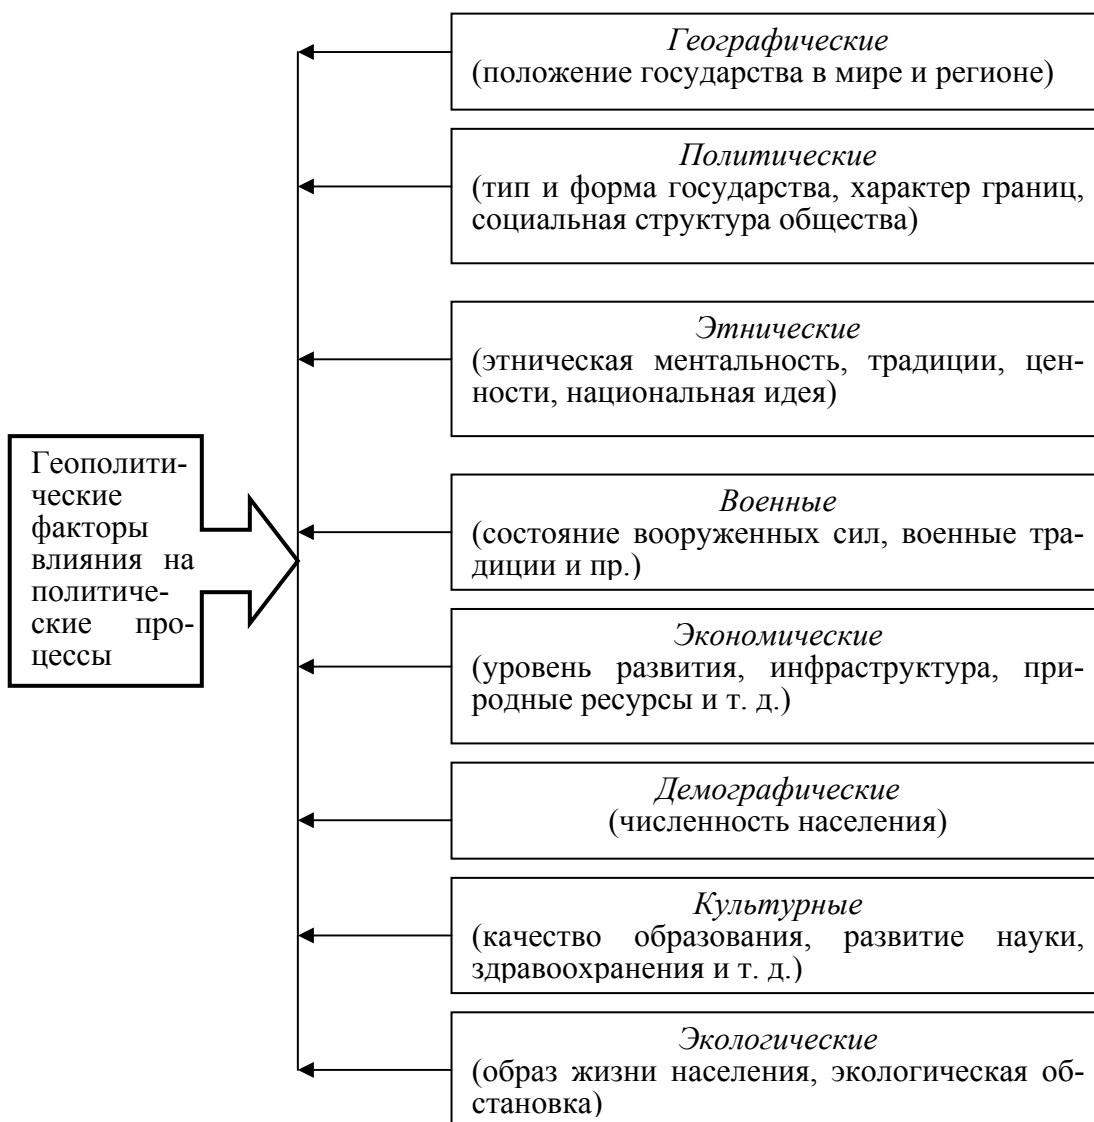 Географические
(положение государства в мире и регионе)
Политические
(тип и форма государства, характер границ,
социальная структура общества)
Этнические
(этническая ментальность, традиции, цен-
ности, национальная идея)
Геополити-
ческие
факторы
влияния на
политиче-
ские про-
цессы
Военные
(состояние вооруженных сил, военные тра-
диции и пр.)
Экономические
(уровень развития, инфраструктура, при-
родные ресурсы и т. д.)
Демографические
(численность населения)
Культурные
(качество образования, развитие науки,
здравоохранения и т. д.)
Экологические
(образ жизни населения, экологическая об-
становка)